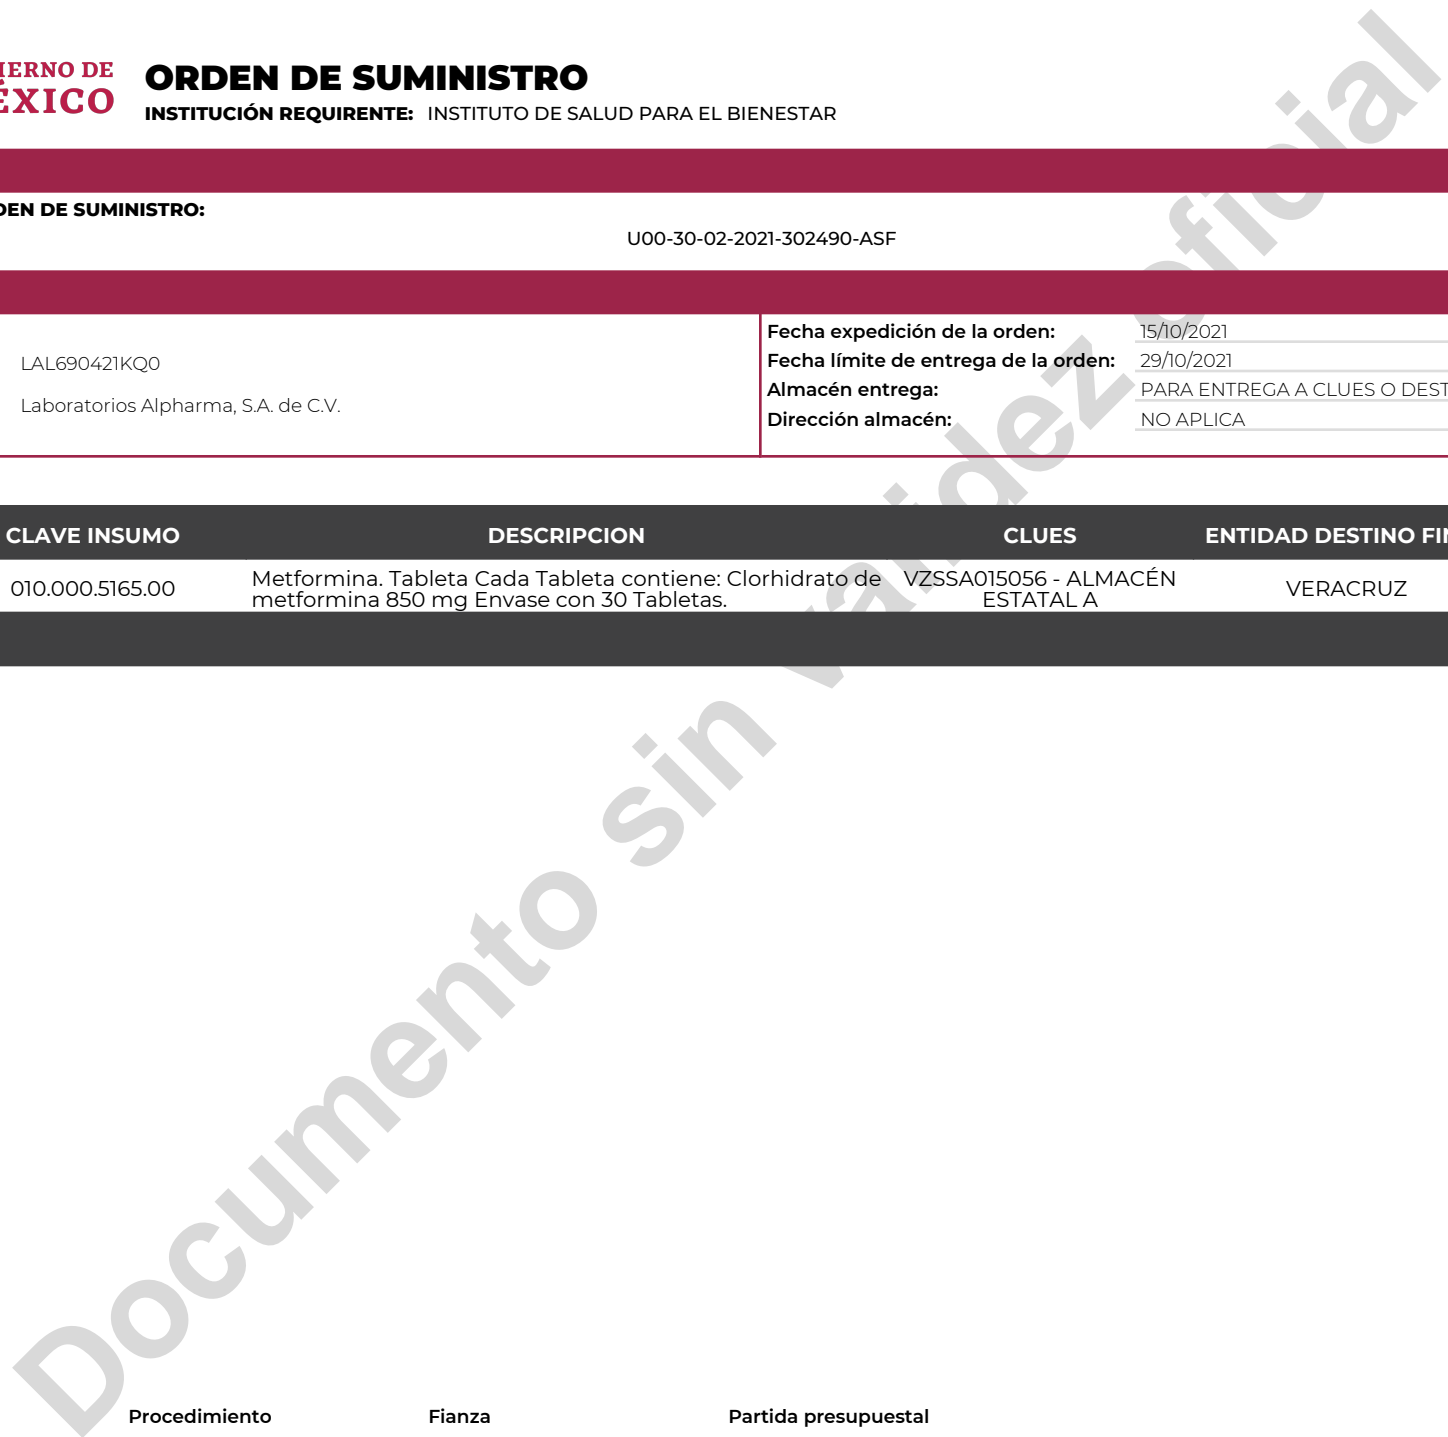 IERNO DE
ÉXICO
ORDEN DE SUMINISTRO
INSTITUCIÓN REQUIRENTE: INSTITUTO DE SALUD PARA EL BIENESTAR
DEN DE SUMINISTRO:
U00-30-02-2021-302490-ASF
LAL690421KQ0
Laboratorios Alpharma, S.A. de C.V.
Fecha expedición de la orden: 15/10/2021
Fecha límite de entrega de la orden: 29/10/2021
Almacén entrega: PARA ENTREGA A CLUES O DEST
Dirección almacén: NO APLICA
CLAVE INSUMO DESCRIPCION CLUES ENTIDAD DESTINO FIN
010.000.5165.00 Metformina. Tableta Cada Tableta contiene: Clorhidrato de metformina 850 mg Envase con 30 Tabletas. VZSSA015056 - ALMACÉN ESTATAL A VERACRUZ
Documento sin validez oficial
Procedimiento Fianza Partida presupuestal